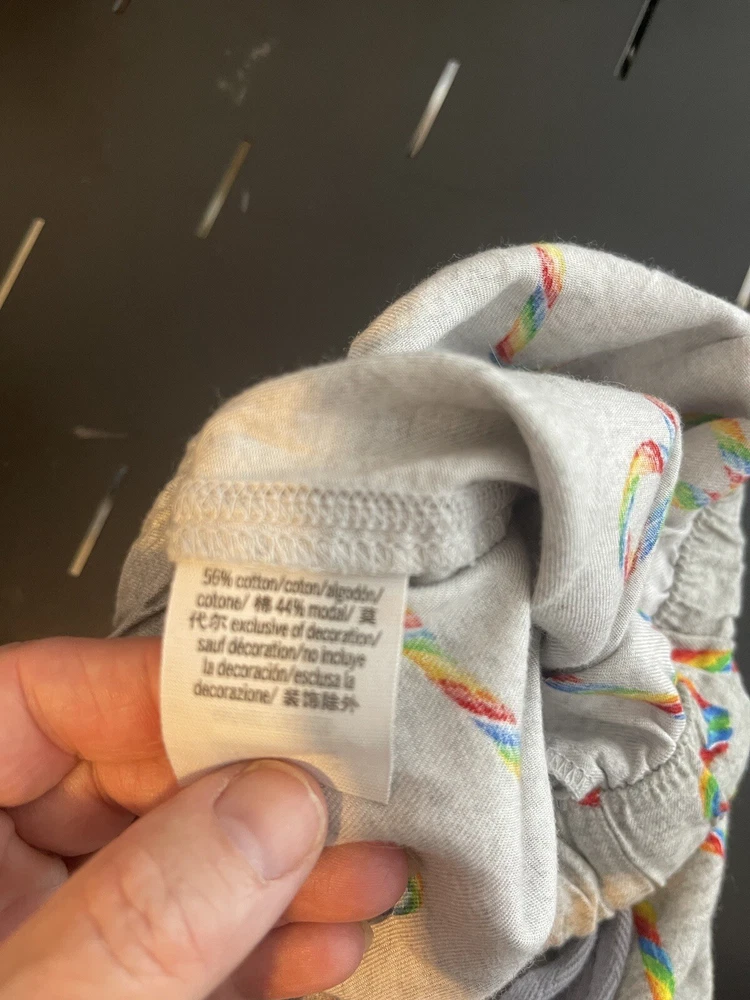 56% cotton/coton/algodón/
cotone/ 棉 44% modal/ 莫
代尔 exclusive of decoration/
sauf décoration/no incluye
la decoración/esclusa la
decorazione/ 装饰除外